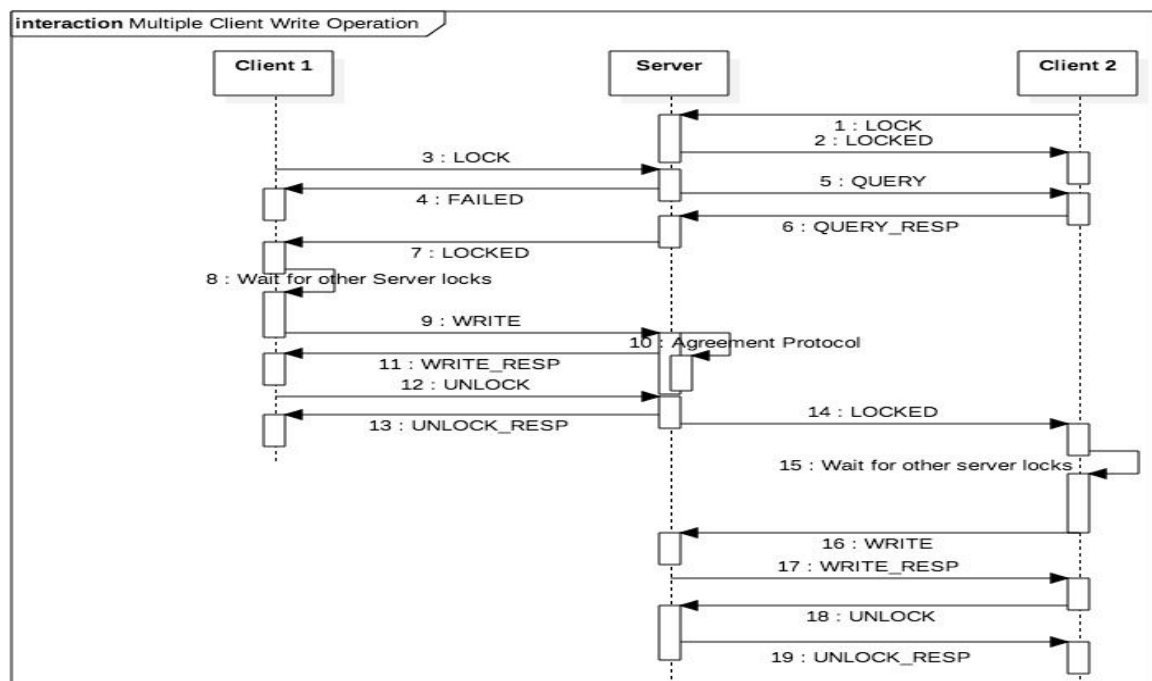 interaction Multiple Client Write Operation
Client 1
Server
Client 2
1 : LOCK
2 : LOCKED
3 : LOCK
4 : FAILED
5 : QUERY
6 : QUERY_RESP
7 : LOCKED
8 : Wait for other Server locks
9 : WRITE
10 : Agreement Protocol
11 : WRITE_RESP
12 : UNLOCK
13 : UNLOCK_RESP
14 : LOCKED
15 : Wait for other server locks
16 : WRITE
17 : WRITE_RESP
18 : UNLOCK
19 : UNLOCK_RESP